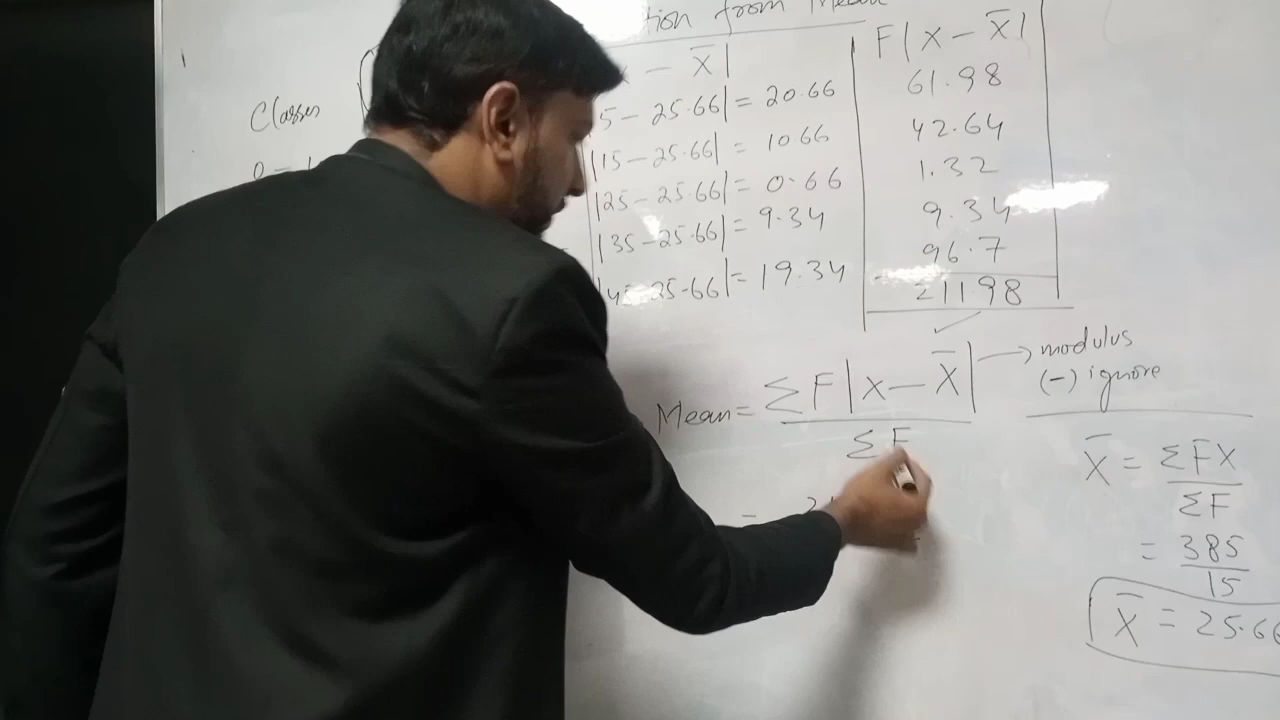 tion from Mean
Classes
0 -
- X̄|
F|x - X̄|
5 - 25.66| = 20.66
61.98
|15 - 25.66| = 10.66
42.64
|25 - 25.66| = 0.66
1.32
|35 - 25.66| = 9.34
9.34
|45 - 25.66| = 19.34
96.7
211.98
Mean = ΣF|x - X̄|
ΣF
→ modulus
(-) ignore
=
X̄ = ΣFX
ΣF
= 385
15
X̄ = 25.66